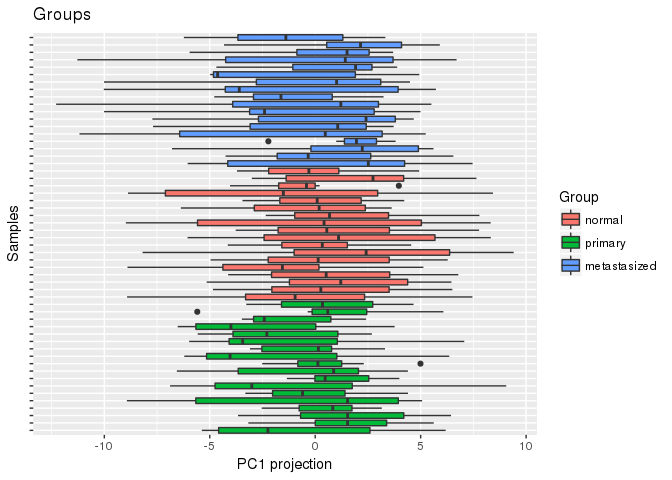 Groups
Samples
-10 -5 0 5 10
PC1 projection
Group
normal
primary
metastasized